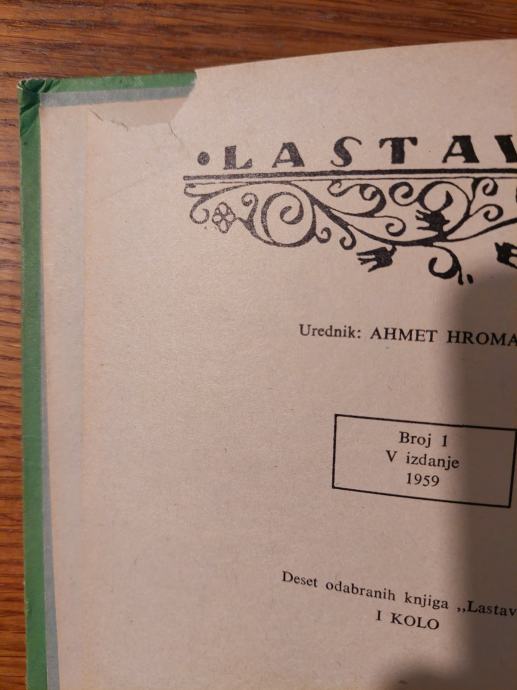 • LASTAV
Urednik: AHMET HROMA
Broj 1
V izdanje
1959
Deset odabranih knjiga „Lastav
I KOLO